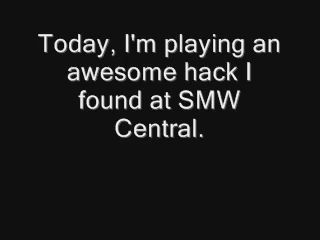 Today, I'm playing an
awesome hack I
found at SMW
Central.